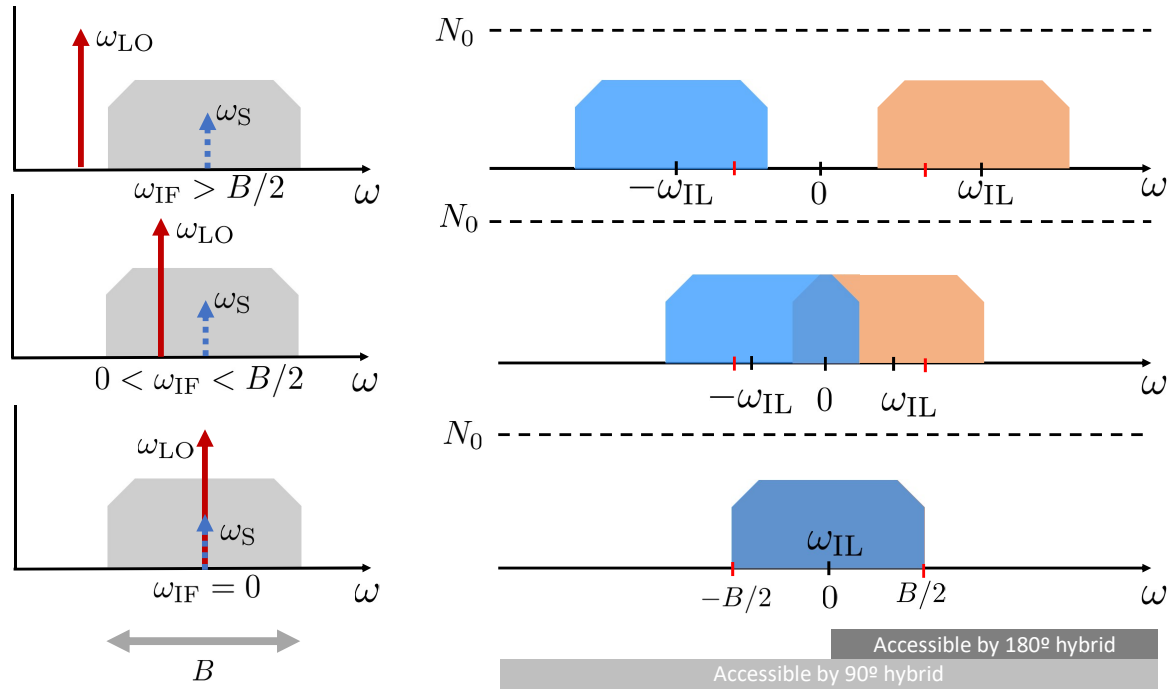 ω_LO
ω_S
ω_IF > B/2
ω
N_0
−ω_IL
0
ω_IL
ω
ω_LO
ω_S
0 < ω_IF < B/2
ω
N_0
−ω_IL
0
ω_IL
ω
ω_LO
ω_S
ω_IF = 0
ω
N_0
ω_IL
−B/2
0
B/2
ω
B
Accessible by 180º hybrid
Accessible by 90º hybrid